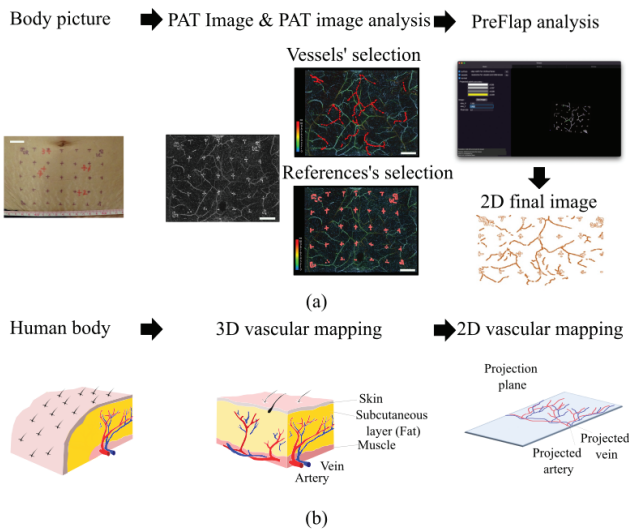 Body picture
PAT Image & PAT image analysis
PreFlap analysis
Vessels' selection
References's selection
2D final image
(a)
Human body
3D vascular mapping
2D vascular mapping
Skin
Subcutaneous
layer (Fat)
Muscle
Vein
Artery
Projection
plane
Projected
vein
Projected
artery
(b)